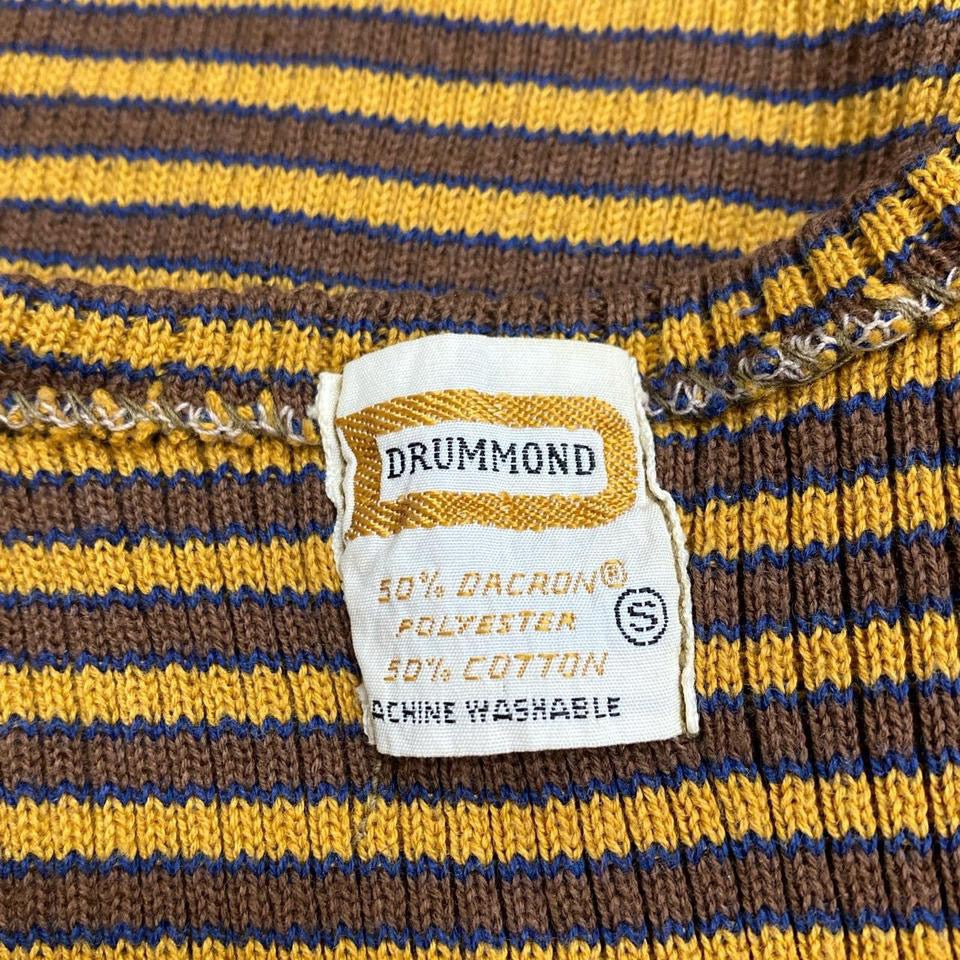 DRUMMOND
50% DACRON®
POLYESTER
S
50% COTTON
ACHINE WASHABLE